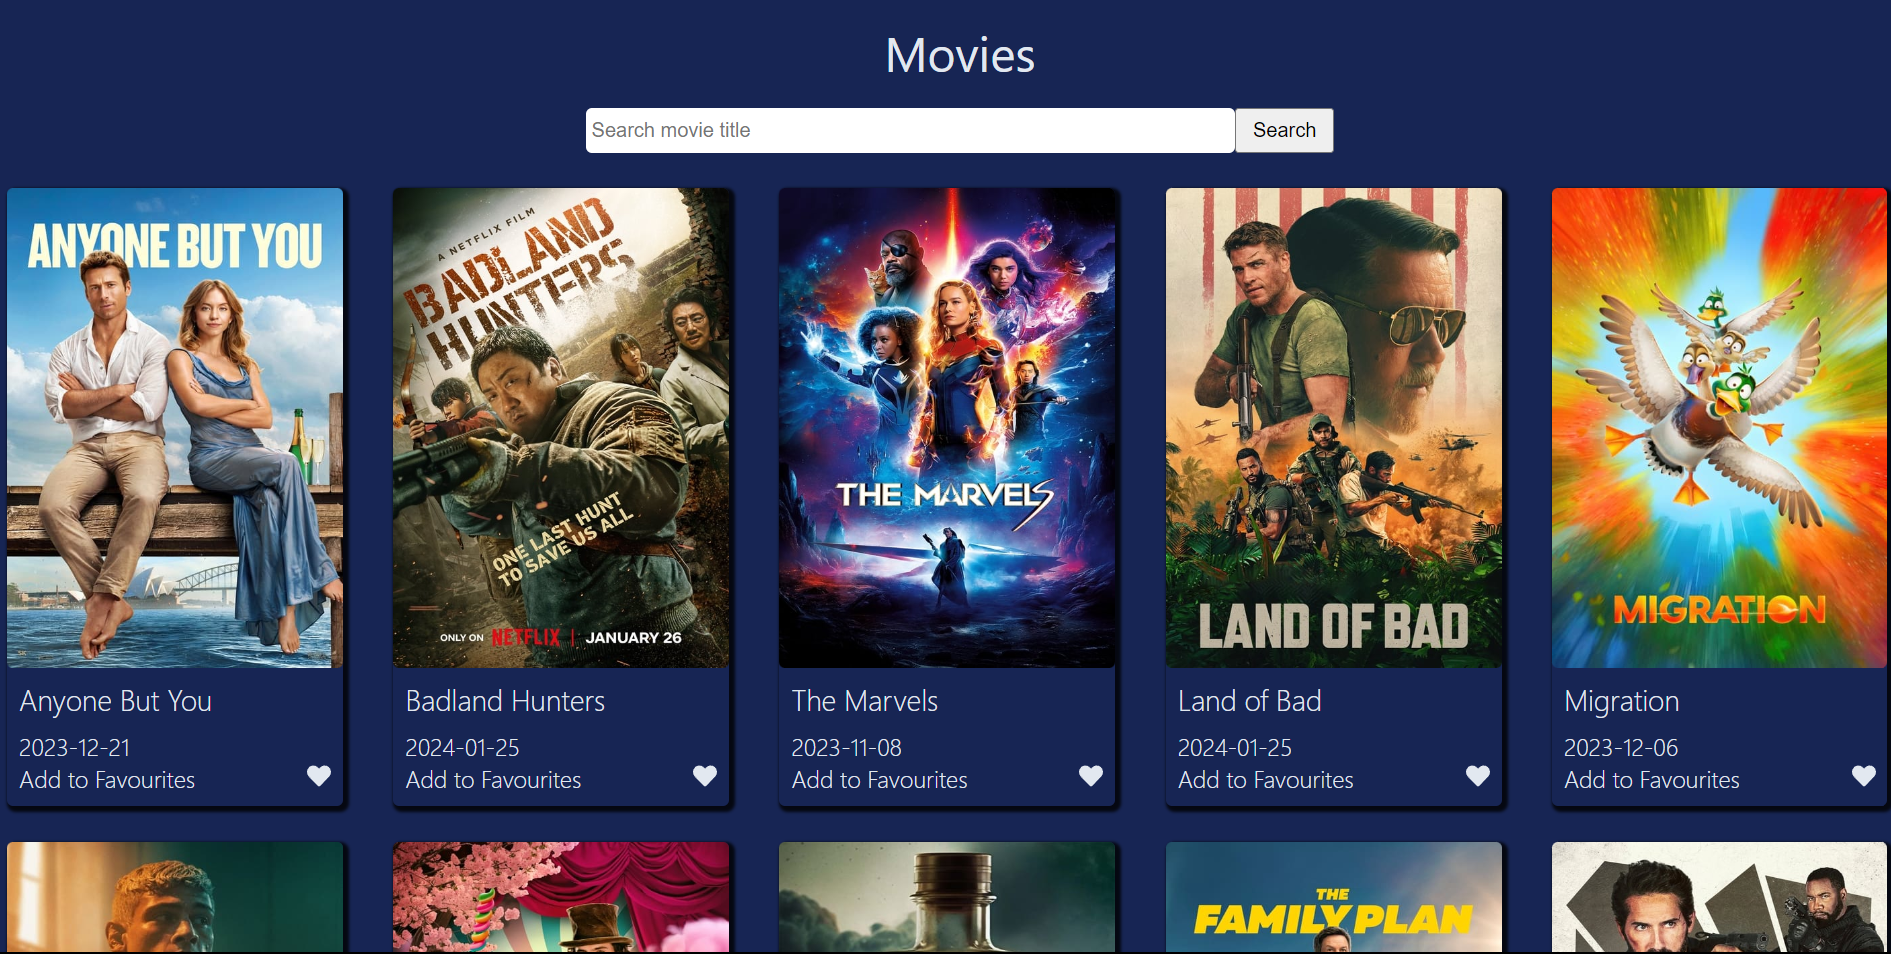 Movies
Search movie title
Search
ANYONE BUT YOU
A NETFLIX FILM
BADLAND
HUNTERS
ONE LAST HUNT
TO SAVE US ALL
ONLY ON NETFLIX | JANUARY 26
THE MARVELS
LAND OF BAD
MIGRATION
Anyone But You
2023-12-21
Add to Favourites
Badland Hunters
2024-01-25
Add to Favourites
The Marvels
2023-11-08
Add to Favourites
Land of Bad
2024-01-25
Add to Favourites
Migration
2023-12-06
Add to Favourites
THE
FAMILY PLAN